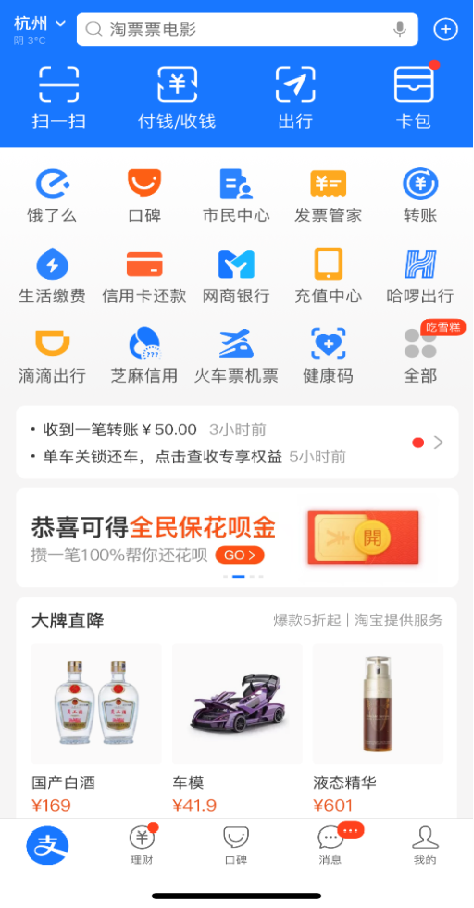 杭州
阴 3°C
淘票票电影
扫一扫
付钱/收钱
出行
卡包
饿了么
口碑
市民中心
发票管家
转账
生活缴费
信用卡还款
网商银行
充值中心
哈啰出行
吃雪糕
滴滴出行
芝麻信用
火车票机票
健康码
全部
• 收到一笔转账¥50.00 3小时前
• 单车关锁还车，点击查收专享权益 5小时前
恭喜可得全民保花呗金
攒一笔100%帮你还花呗 GO >
開
大牌直降
爆款5折起 | 淘宝提供服务
国产白酒
车模
液态精华
¥169
¥41.9
¥601
支
理财
口碑
消息
我的